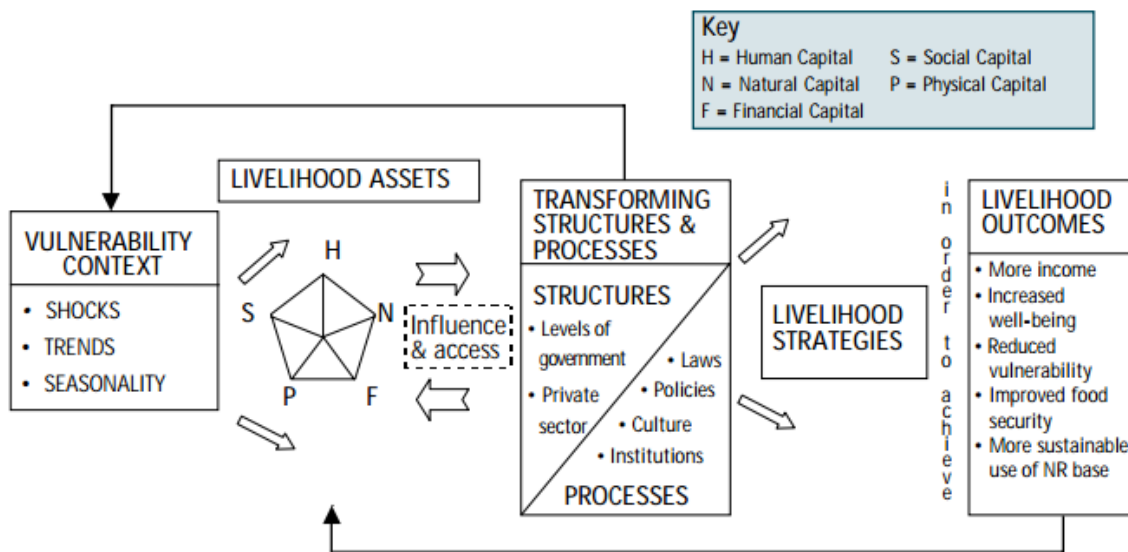 Key
H = Human Capital S = Social Capital
N = Natural Capital P = Physical Capital
F = Financial Capital
LIVELIHOOD ASSETS
VULNERABILITY
CONTEXT
• SHOCKS
• TRENDS
• SEASONALITY
H
S
N
P
F
Influence
& access
TRANSFORMING
STRUCTURES &
PROCESSES
STRUCTURES
• Levels of
government
• Private
sector
• Laws
• Policies
• Culture
• Institutions
PROCESSES
LIVELIHOOD
STRATEGIES
in order to achieve
LIVELIHOOD
OUTCOMES
• More income
• Increased
well-being
• Reduced
vulnerability
• Improved food
security
• More sustainable
use of NR base